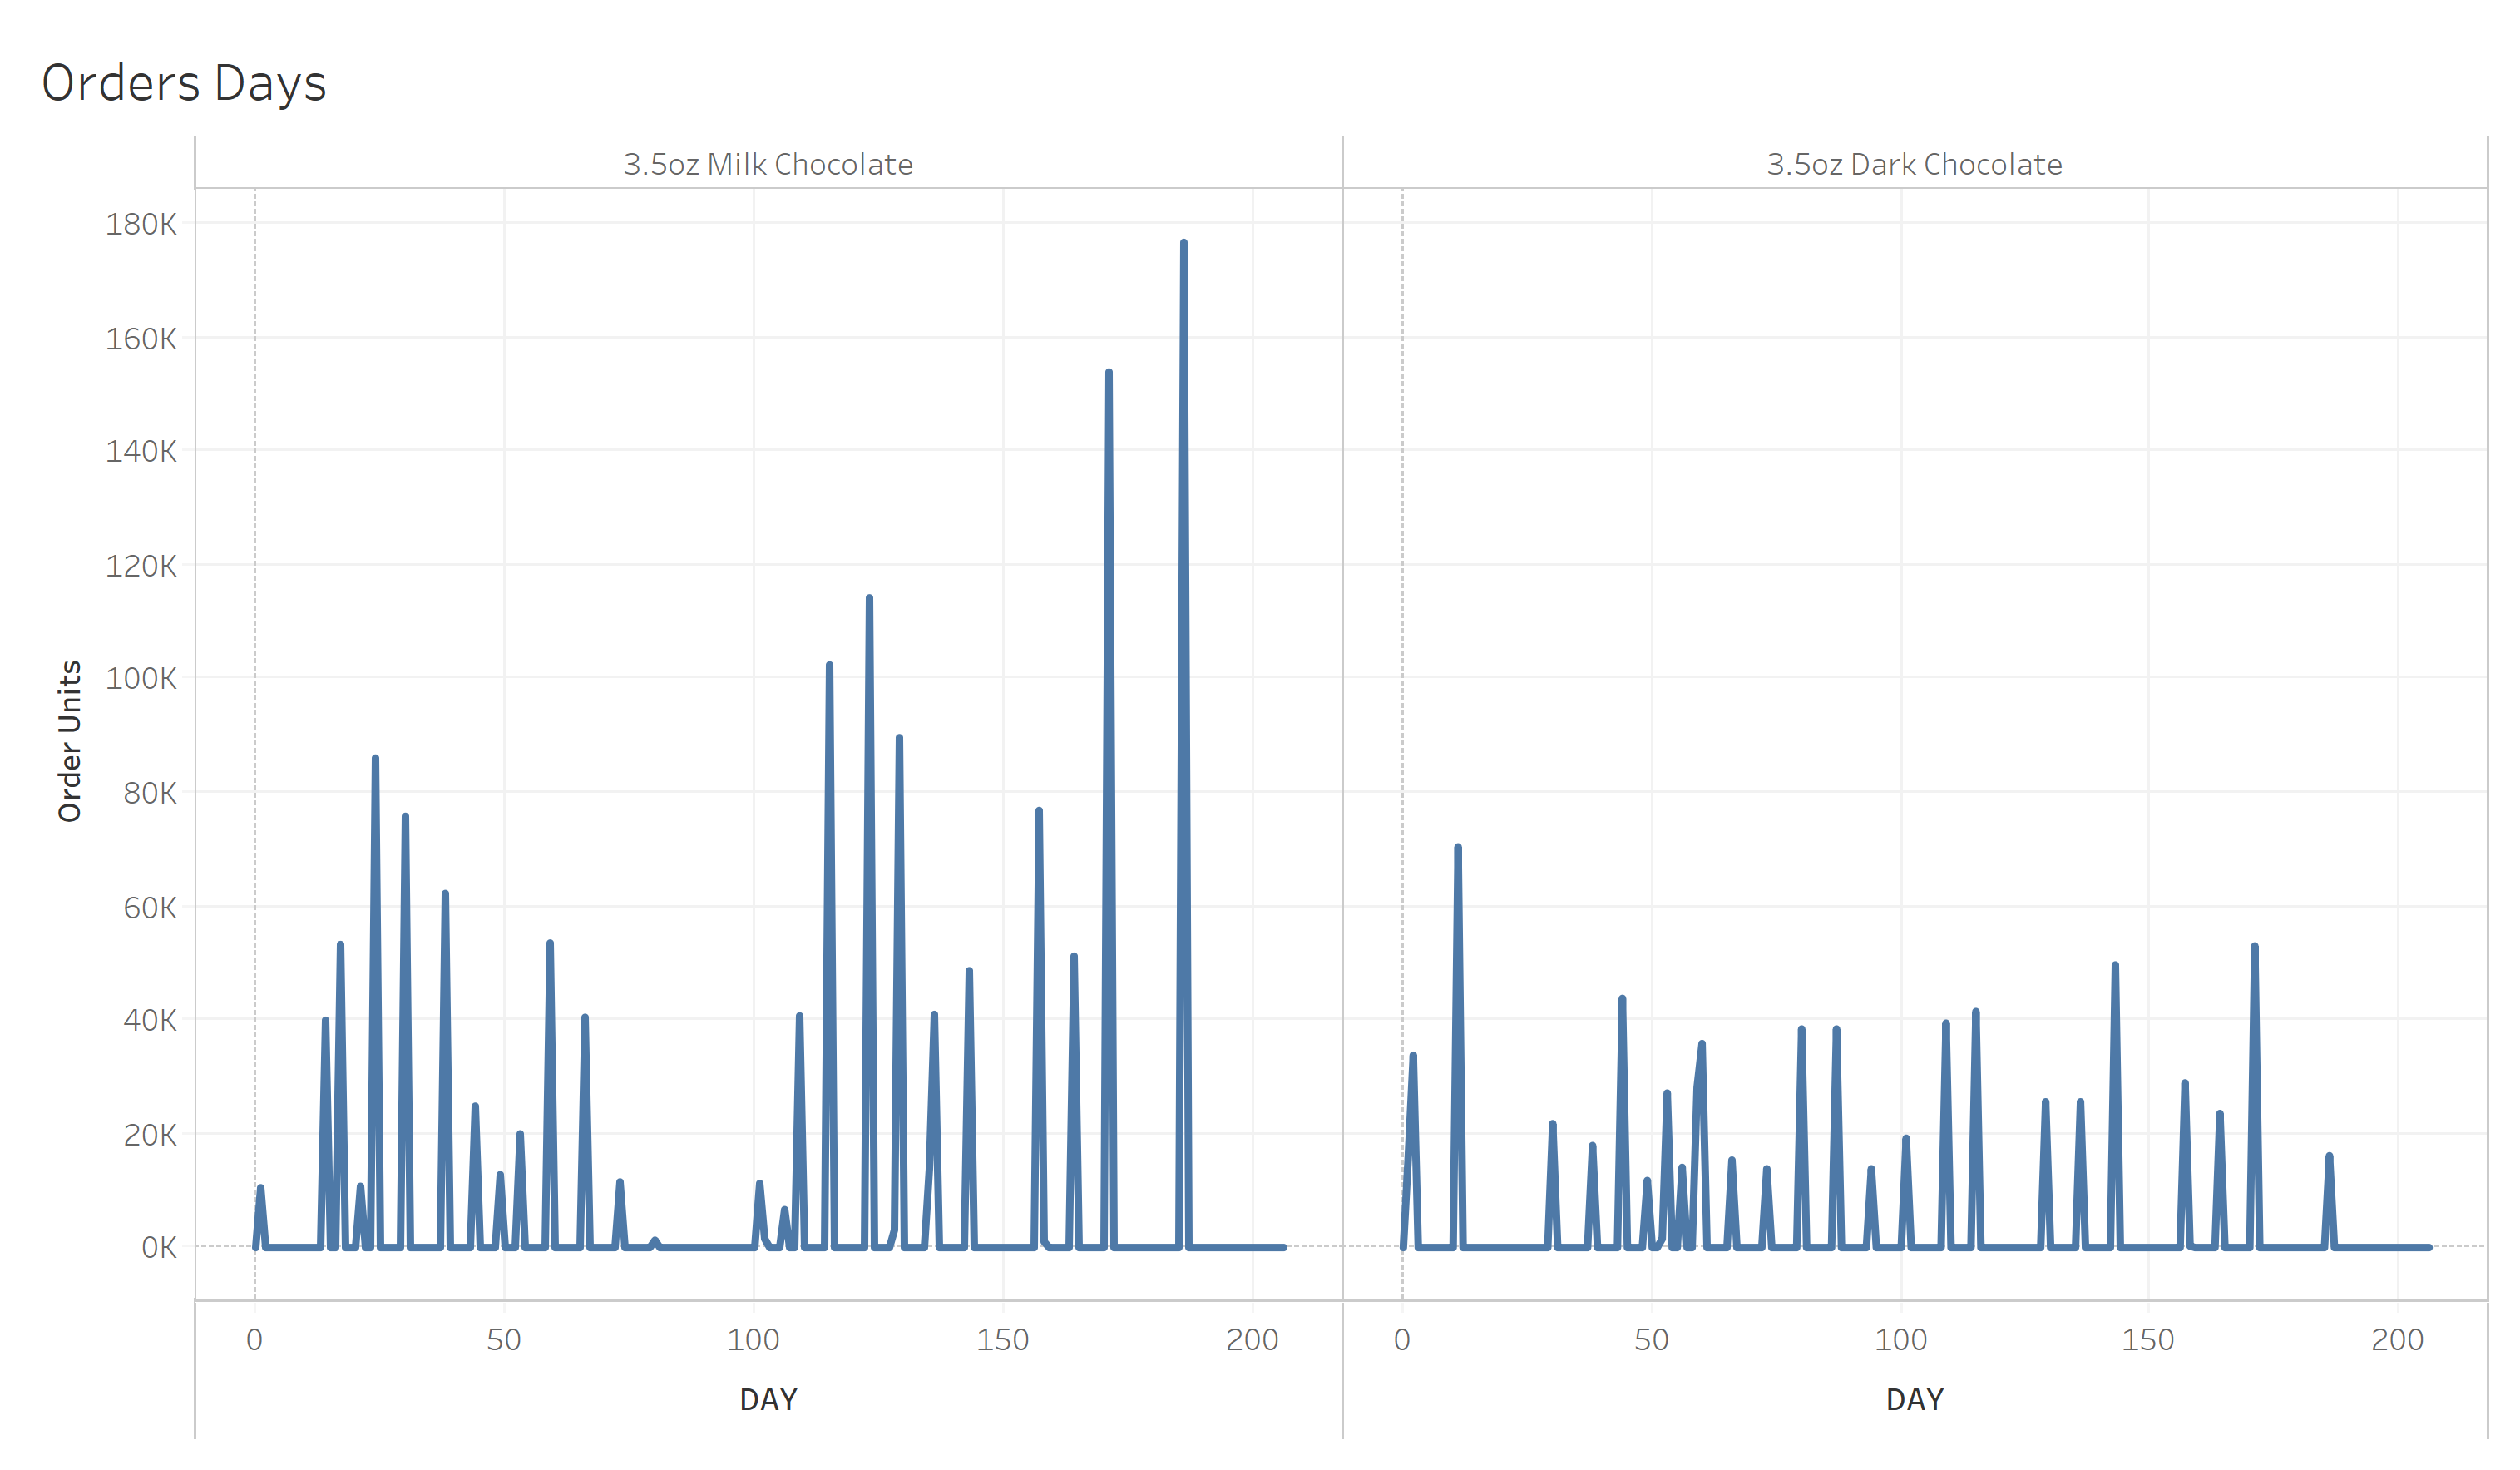 Orders Days
3.5oz Milk Chocolate
3.5oz Dark Chocolate
Order Units
180K
160K
140K
120K
100K
80K
60K
40K
20K
0K
0 50 100 150 200
0 50 100 150 200
DAY
DAY